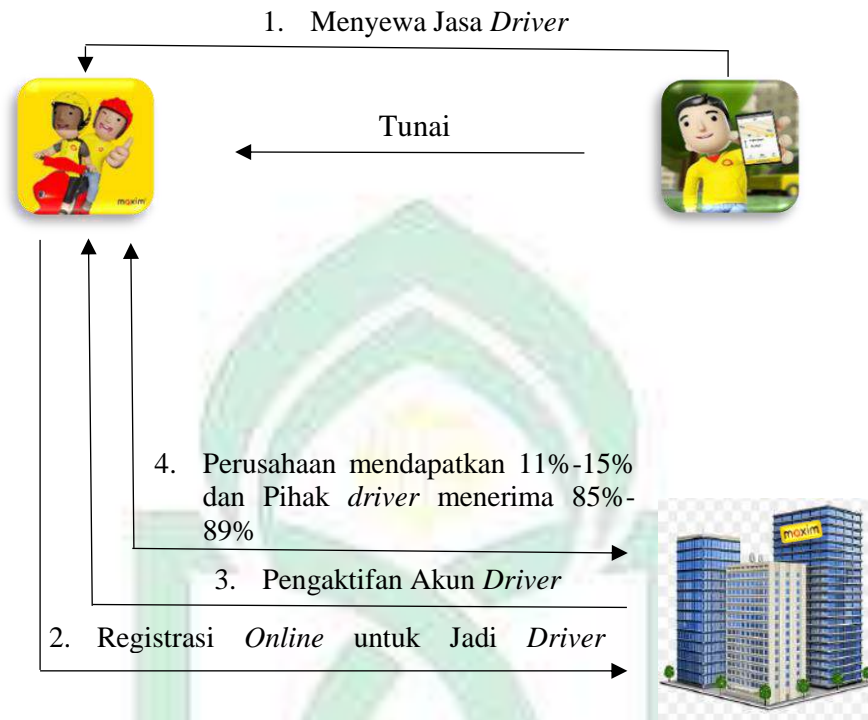 1. Menyewa Jasa Driver
Tunai
maxim
4. Perusahaan mendapatkan 11%-15%
dan Pihak driver menerima 85%-
89%
maxim
3. Pengaktifan Akun Driver
2. Registrasi Online untuk Jadi Driver